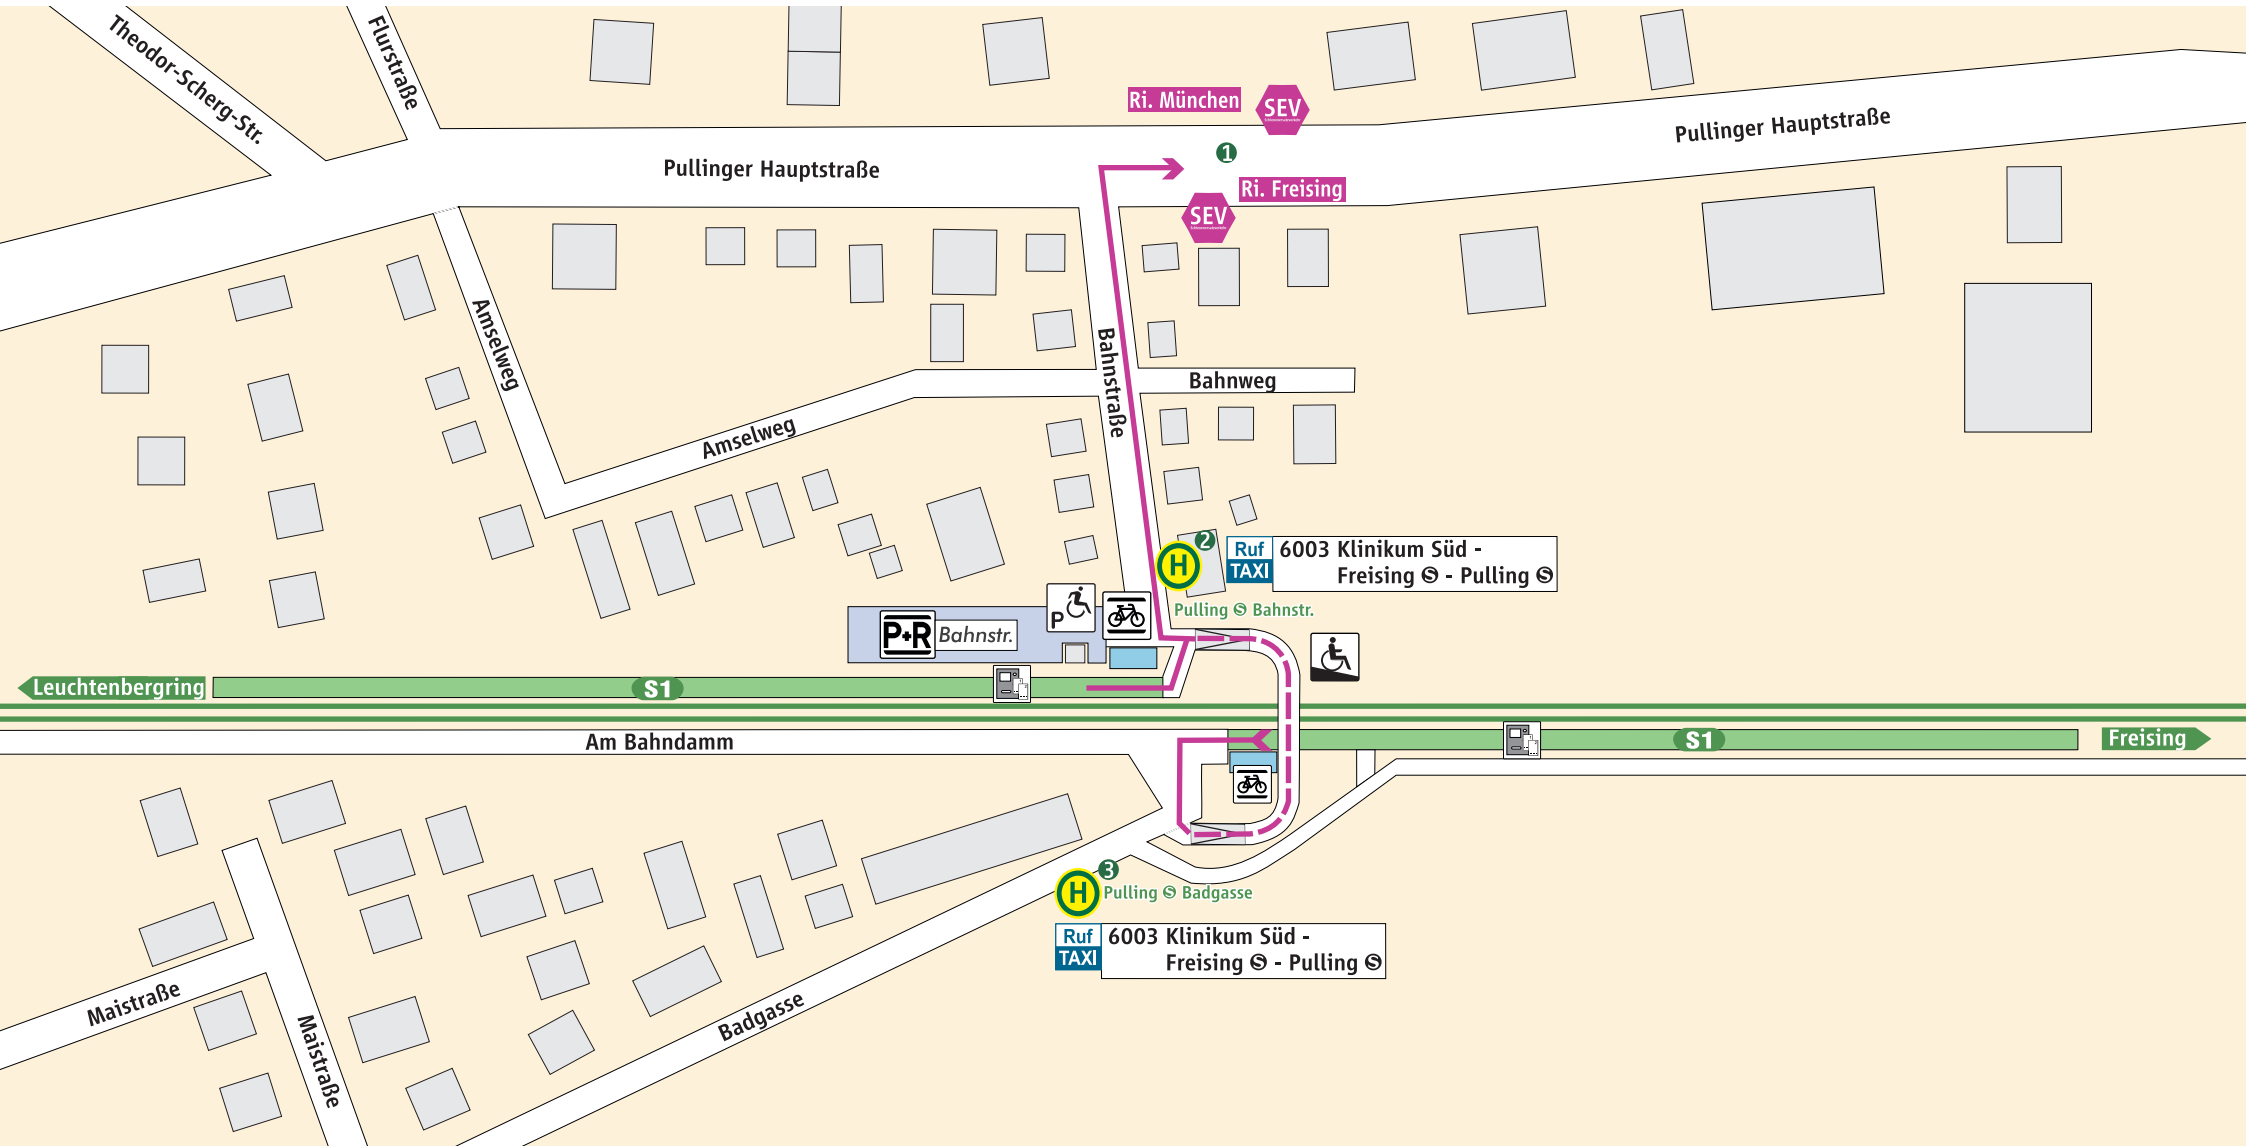 Theodor-Scherg-Str.
Flurstraße
Ri. München
SEV
1
Pullinger Hauptstraße
Pullinger Hauptstraße
Ri. Freising
SEV
Amselweg
Amselweg
Bahnstraße
Bahnweg
H
2
Ruf
TAXI
6003 Klinikum Süd -
Freising S - Pulling S
Pulling S Bahnstr.
P+R
Bahnstr.
P
Leuchtenbergring
S1
Am Bahndamm
S1
Freising
H
3
Pulling S Badgasse
Ruf
TAXI
6003 Klinikum Süd -
Freising S - Pulling S
Maistraße
Maistraße
Badgasse